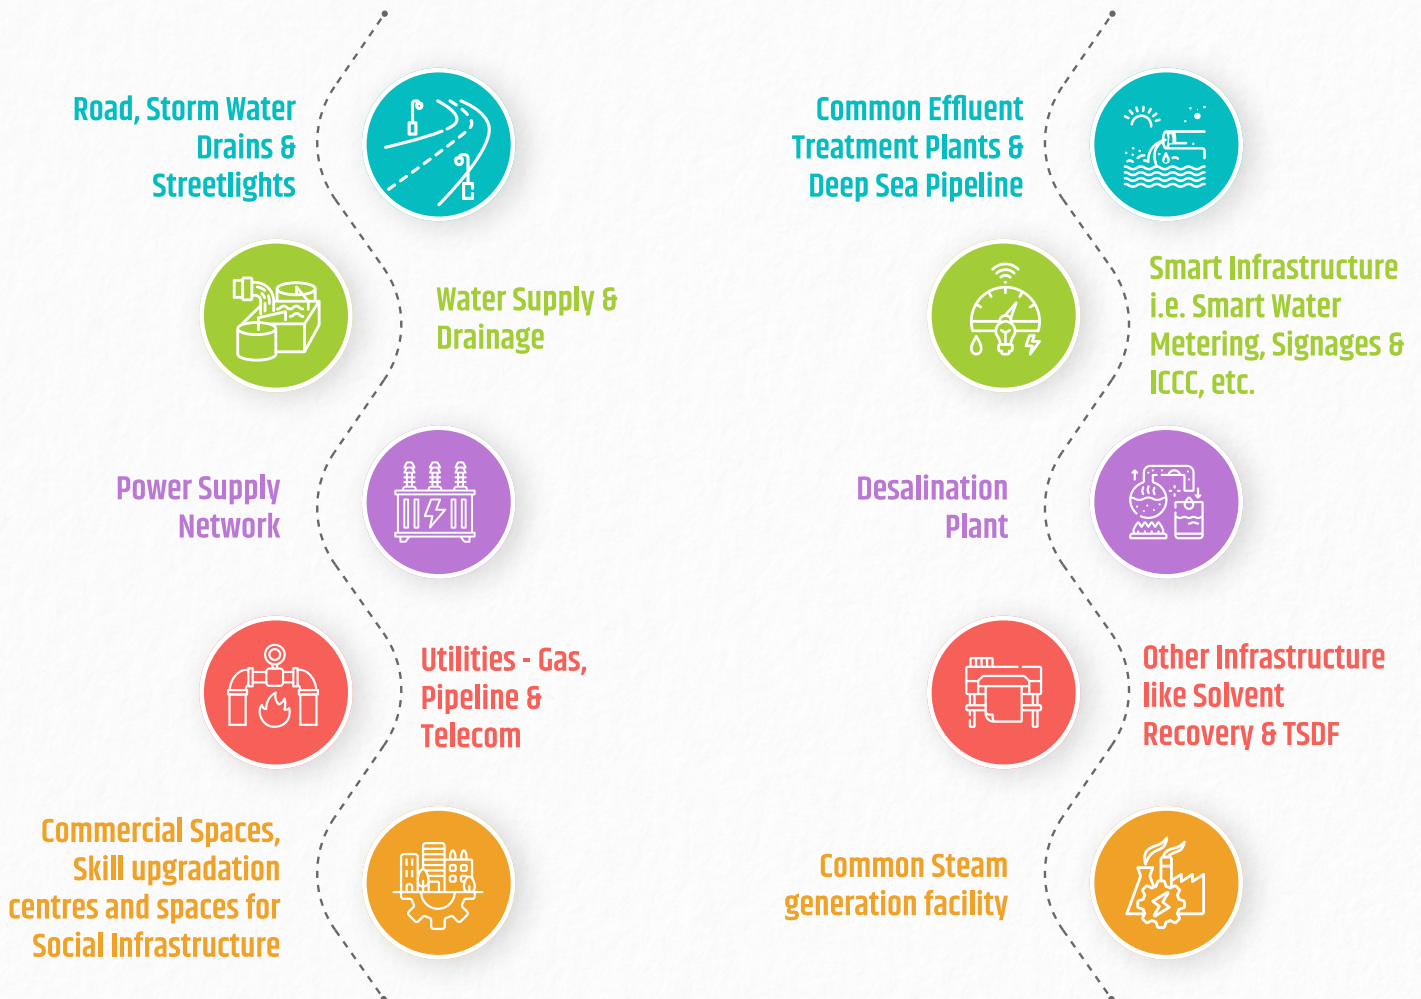 Road, Storm Water
Drains &
Streetlights
Water Supply &
Drainage
Power Supply
Network
Utilities - Gas,
Pipeline &
Telecom
Commercial Spaces,
Skill upgradation
centres and spaces for
Social Infrastructure
Common Effluent
Treatment Plants &
Deep Sea Pipeline
Smart Infrastructure
i.e. Smart Water
Metering, Signages &
ICCC, etc.
Desalination
Plant
Other Infrastructure
like Solvent
Recovery & TSDF
Common Steam
generation facility